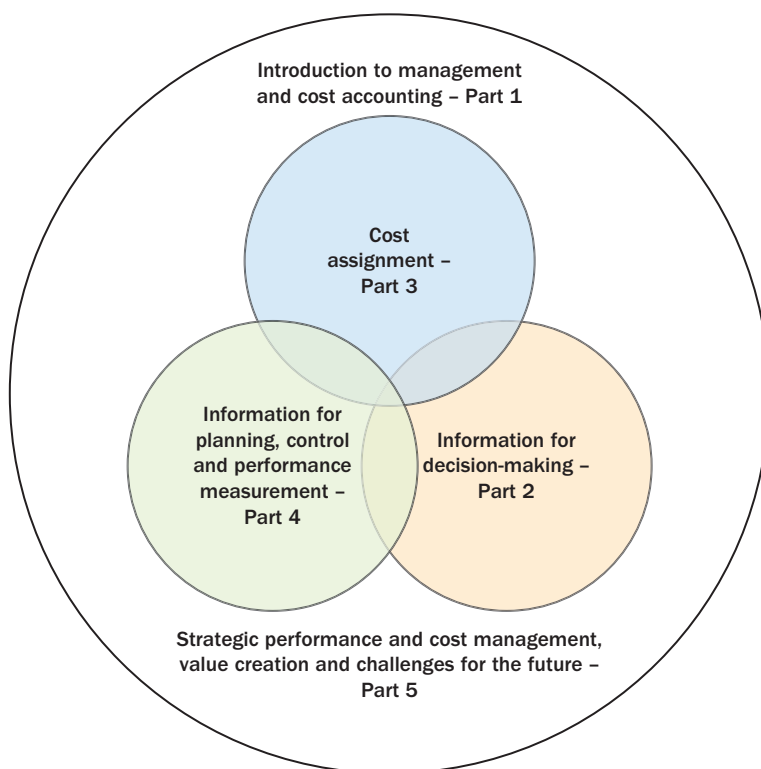 Introduction to management
and cost accounting – Part 1
Cost
assignment –
Part 3
Information for
planning, control
and performance
measurement –
Part 4
Information for
decision-making –
Part 2
Strategic performance and cost management,
value creation and challenges for the future –
Part 5